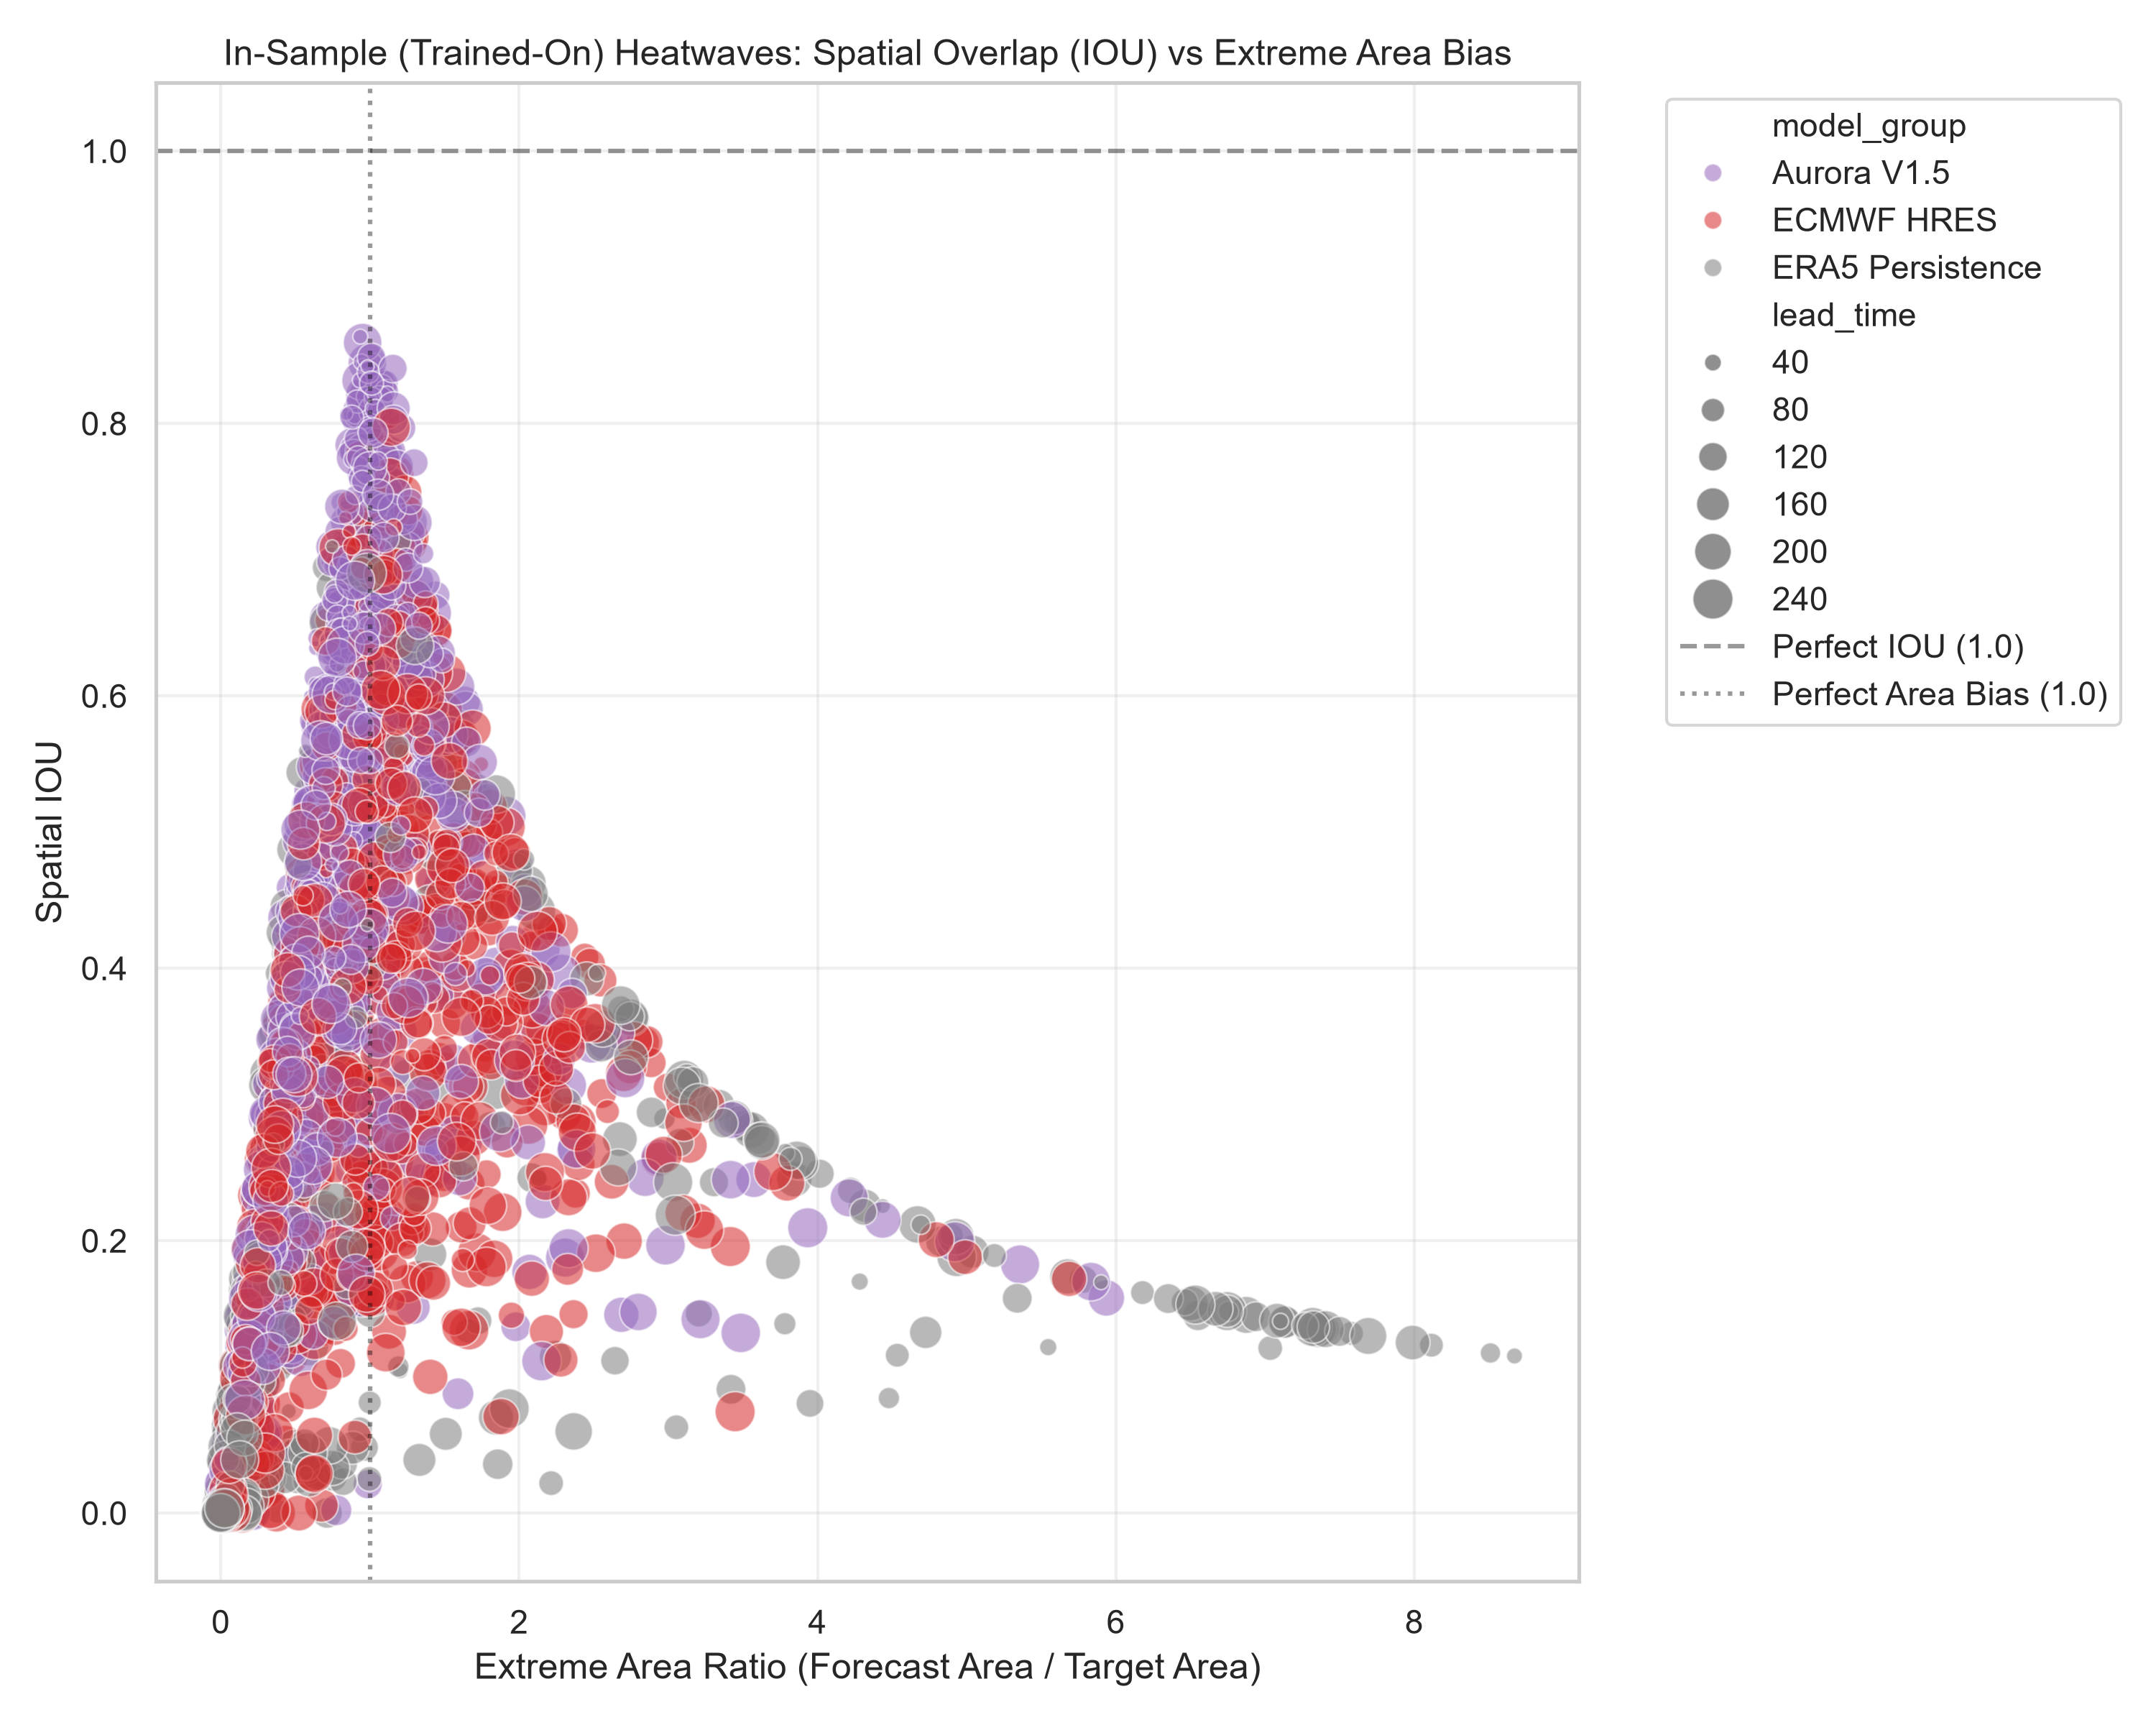 In-Sample (Trained-On) Heatwaves: Spatial Overlap (IOU) vs Extreme Area Bias
model_group
Aurora V1.5
ECMWF HRES
ERA5 Persistence
lead_time
40
80
120
160
200
240
Perfect IOU (1.0)
Perfect Area Bias (1.0)
Spatial IOU
1.0
0.8
0.6
0.4
0.2
0.0
0 2 4 6 8
Extreme Area Ratio (Forecast Area / Target Area)